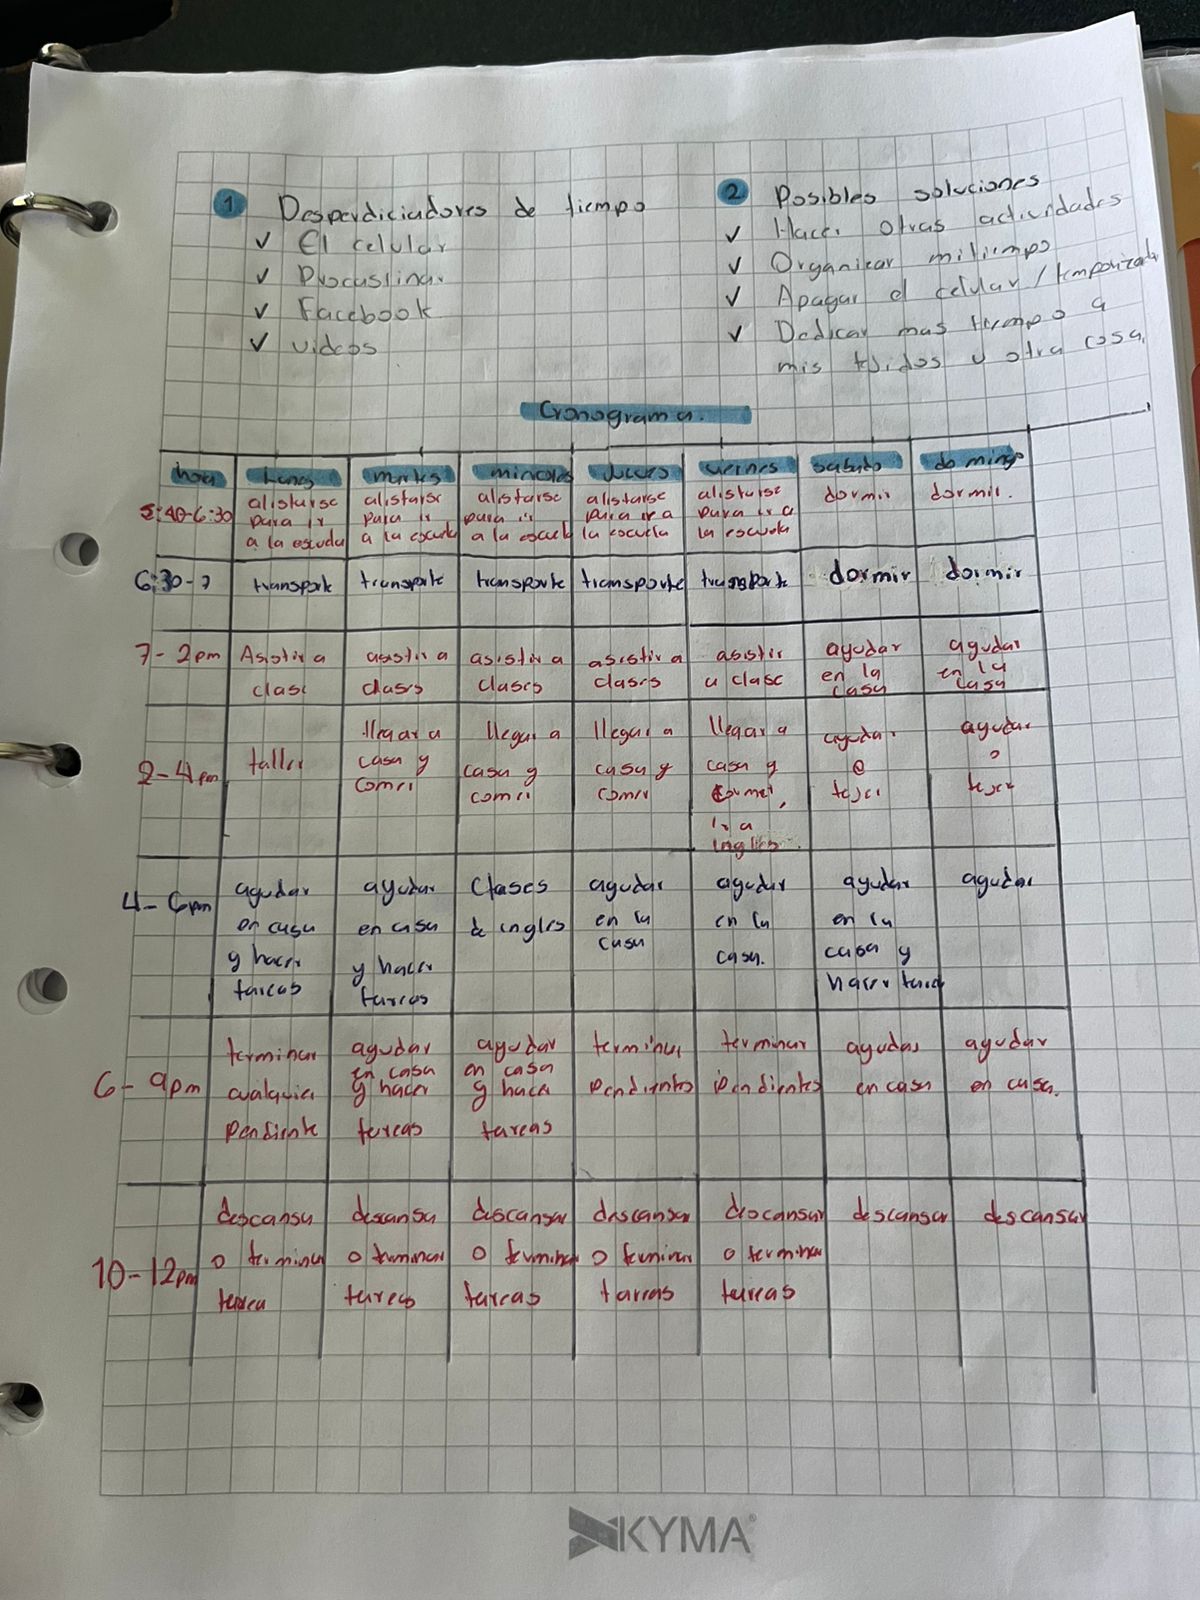 1 Desperdiciadores de tiempo
✓ El celular
✓ Procastinar
✓ Facebook
✓ videos
2 Posibles soluciones
✓ Hacer otras actividades
✓ Organizar mi tiempo
✓ Apagar el celular / temporizador
✓ Dedicar mas tiempo a
mis tejidos u otra cosa.
Cronograma.
hora Lunes martes miercoles Jueves viernes sabado domingo
5:40-6:30 alistarse para ir a la escuela alistarse para ir a la escuela alistarse para ir a la escuela alistarse para ir a la escuela alistarse para ir a la escuela dormir dormir.
6:30-7 transporte transporte transporte transporte transporte dormir dormir
7-2pm Asistir a clase asistir a clases asistir a clases asistir a clases asistir a clase ayudar en la casa ayudar en la casa
2-4pm taller llegar a casa y comer llegar a casa y comer llegar a casa y comer llegar a casa y comer, ir a ingles. ayudar o tejer ayudar o tejer
4-6pm ayudar en casa y hacer tareas ayudar en casa y hacer tareas Clases de ingles ayudar en la casa ayudar en la casa. ayudar en la casa y hacer tarea ayudar
6-9pm terminar cualquier pendiente ayudar en casa y hacer tareas ayudar en casa y hacer tareas terminar pendientes terminar pendientes ayudar en casa ayudar en casa.
10-12pm descansar o terminar tarea descansar o terminar tareas descansar o terminar tareas descansar o terminar tareas descansar o terminar tareas descansar descansar
KYMA